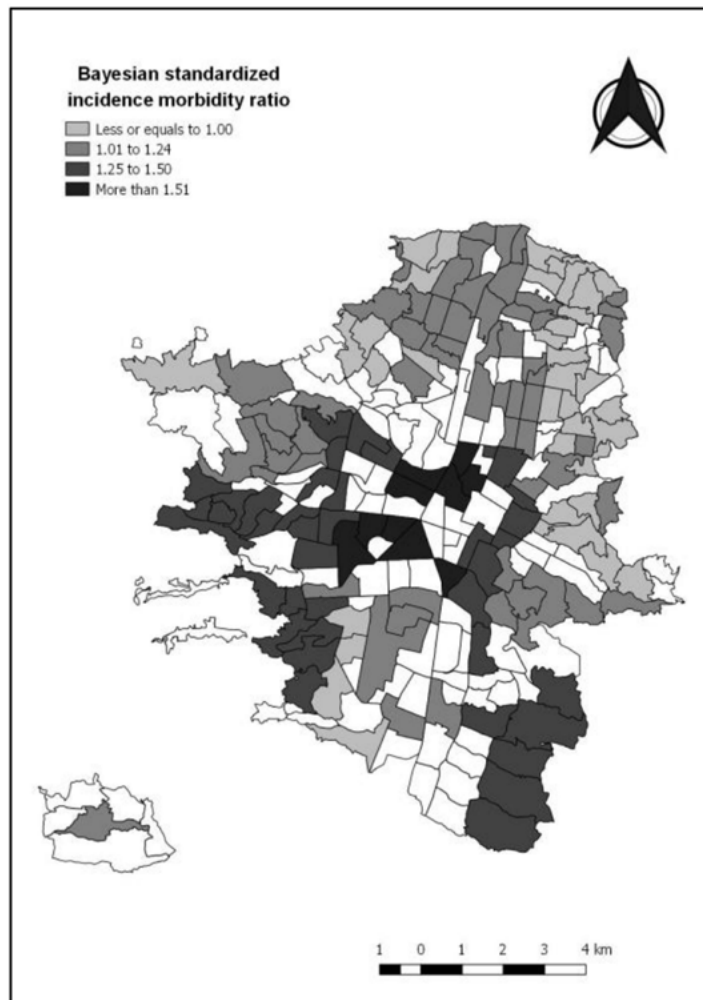 Bayesian standardized
incidence morbidity ratio
Less or equals to 1.00
1.01 to 1.24
1.25 to 1.50
More than 1.51
1 0 1 2 3 4 km